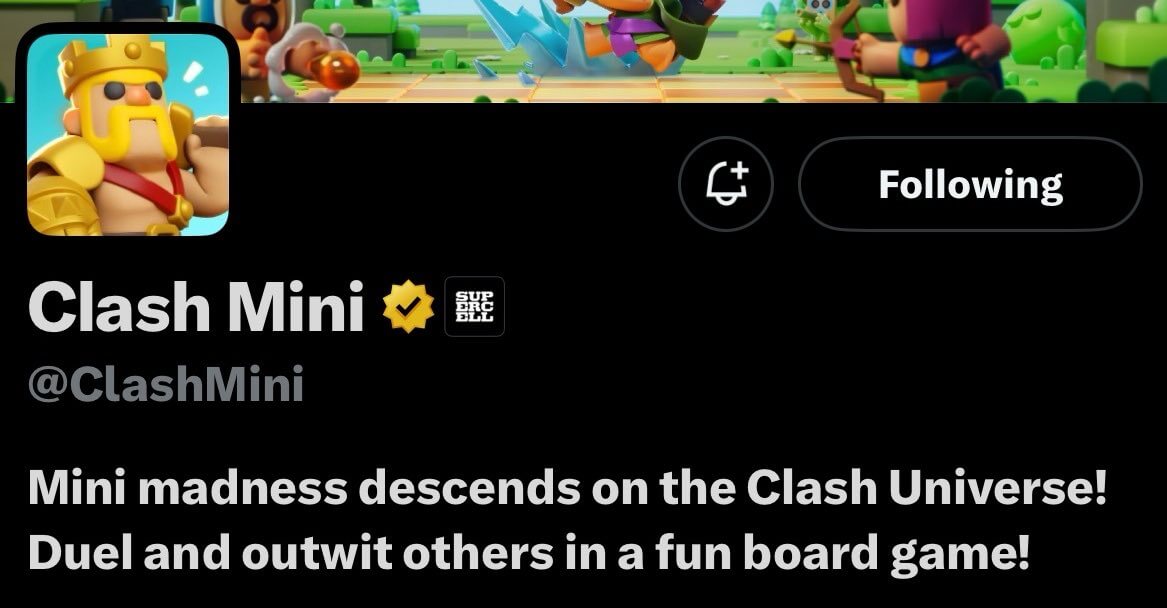 Following
Clash Mini
SUP
ERC
ELL
@ClashMini
Mini madness descends on the Clash Universe!
Duel and outwit others in a fun board game!